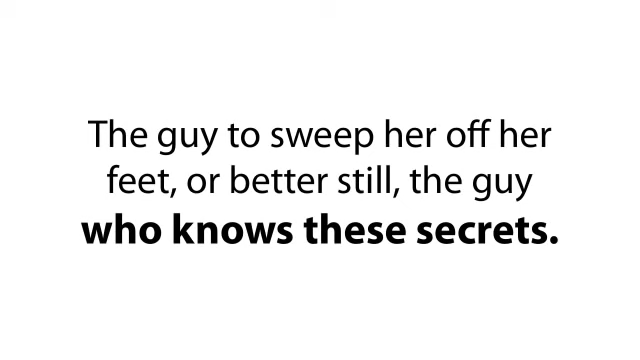 The guy to sweep her off her
feet, or better still, the guy
who knows these secrets.